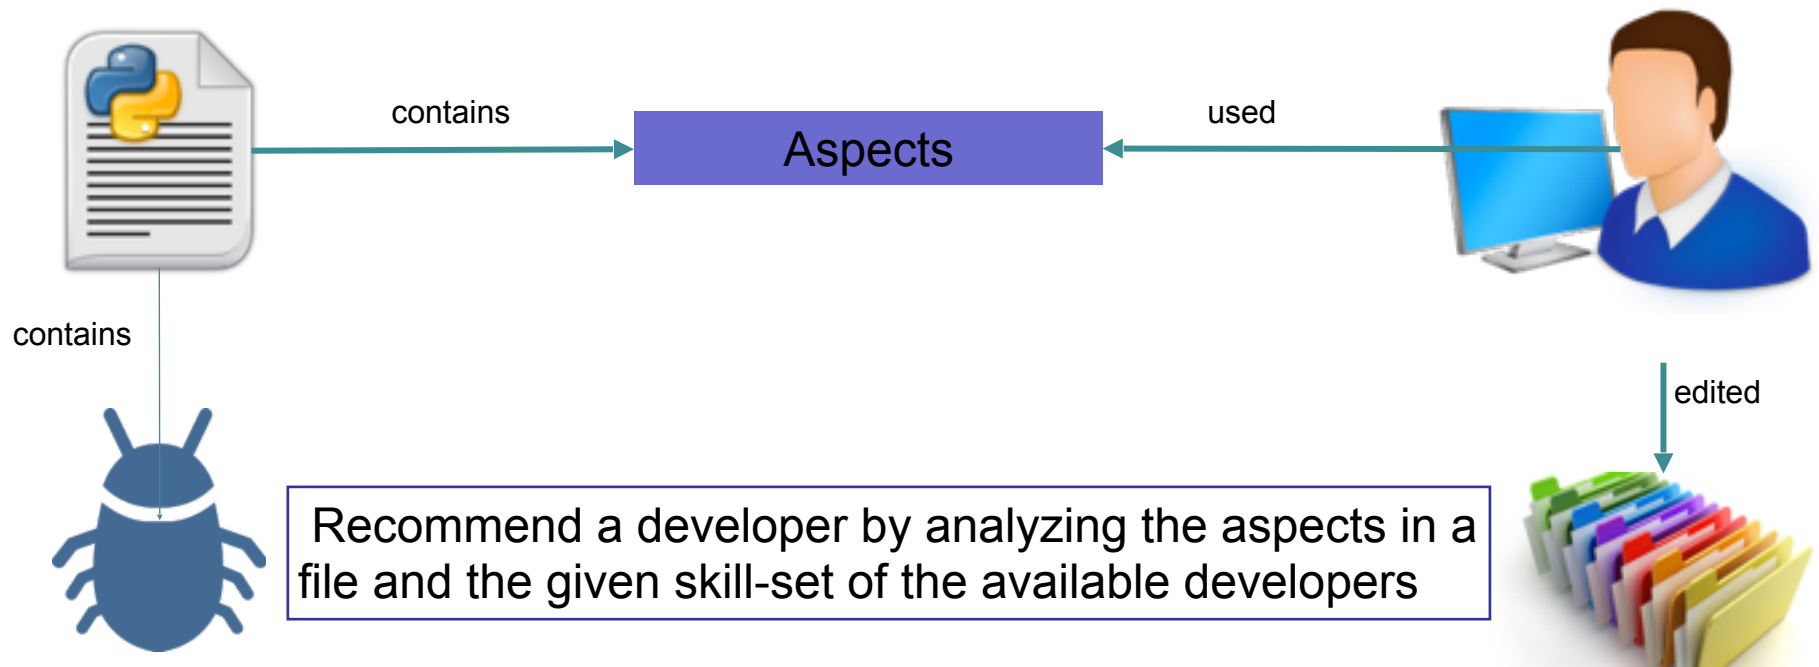 contains
Aspects
used
contains
edited
Recommend a developer by analyzing the aspects in a
file and the given skill-set of the available developers